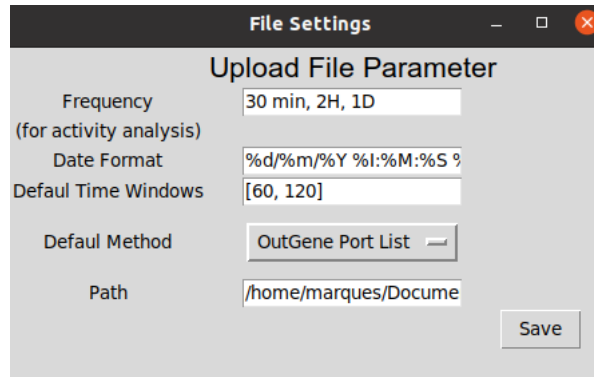 File Settings
Upload File Parameter
Frequency 30 min, 2H, 1D
(for activity analysis)
Date Format %d/%m/%Y %I:%M:%S %
Defaul Time Windows [60, 120]
Defaul Method OutGene Port List
Path /home/marques/Docume
Save